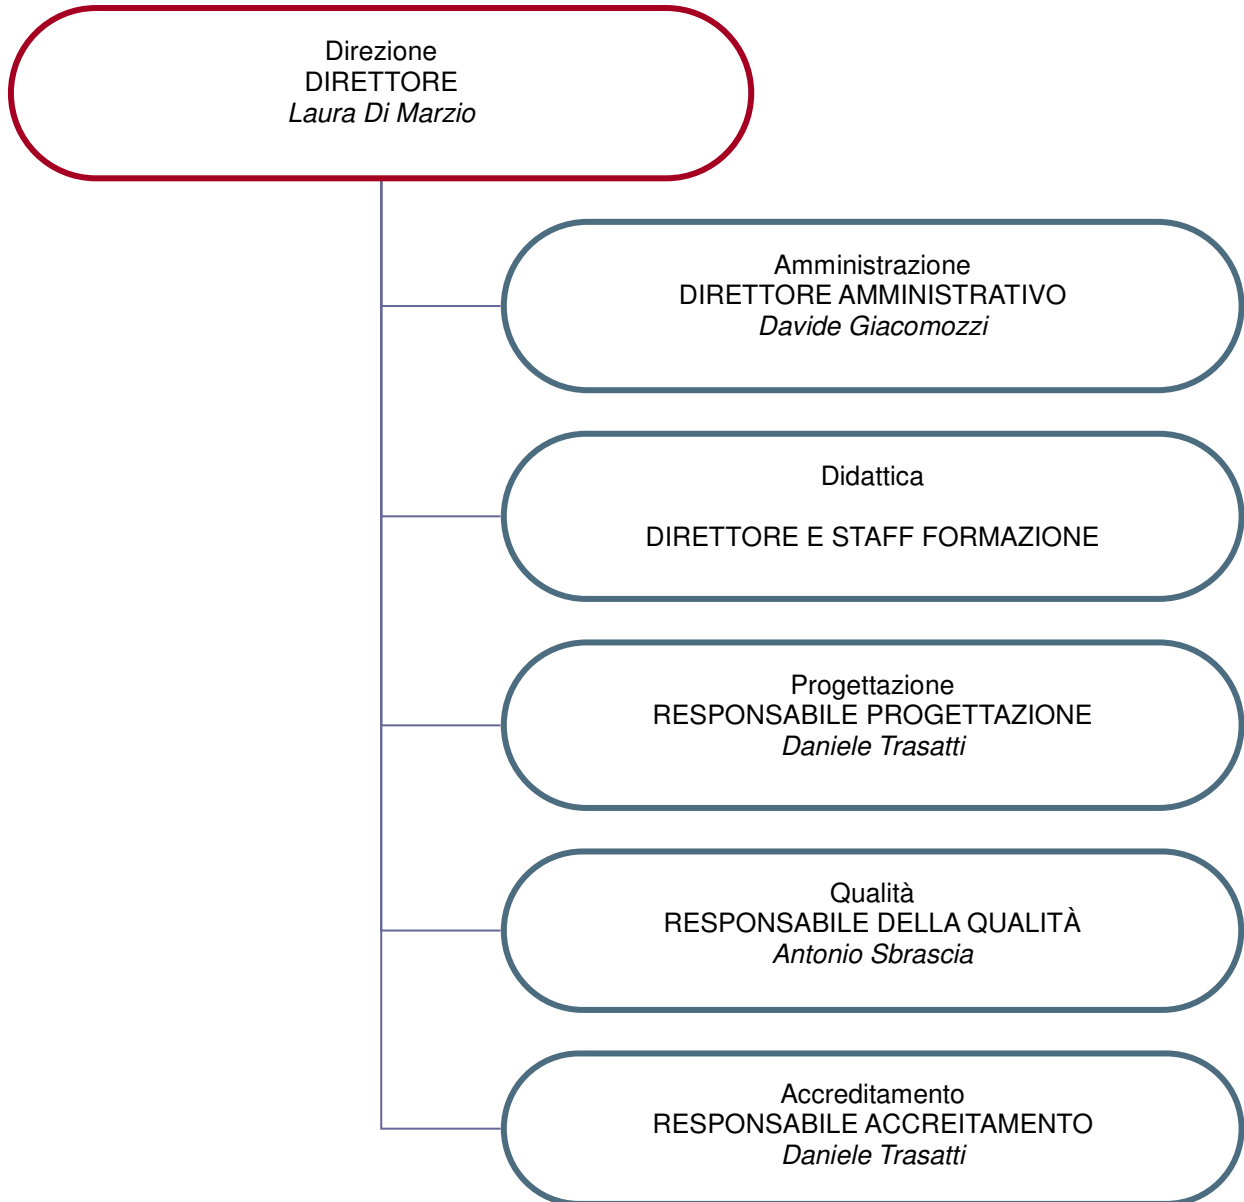 Direzione
DIRETTORE
Laura Di Marzio
Amministrazione
DIRETTORE AMMINISTRATIVO
Davide Giacomozzi
Didattica
DIRETTORE E STAFF FORMAZIONE
Progettazione
RESPONSABILE PROGETTAZIONE
Daniele Trasatti
Qualità
RESPONSABILE DELLA QUALITÀ
Antonio Sbrascia
Accreditamento
RESPONSABILE ACCREITAMENTO
Daniele Trasatti